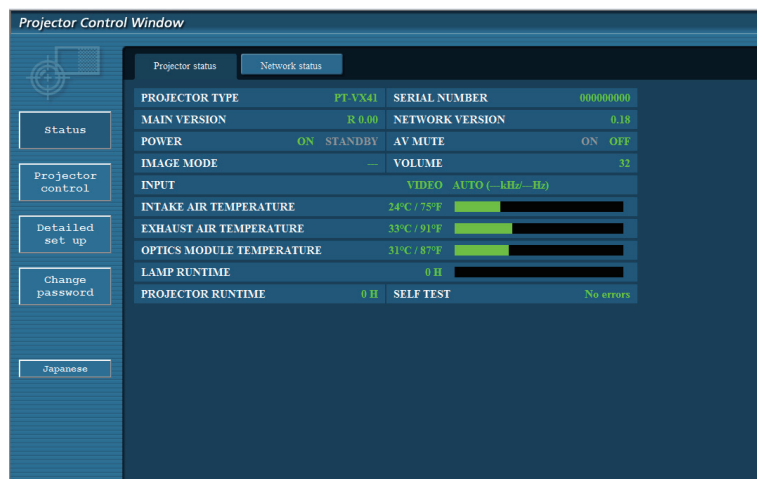 Projector Control Window
Projector status Network status
Status
Projector
control
Detailed
set up
Change
password
Japanese
PROJECTOR TYPE PT-VX41 SERIAL NUMBER 000000000
MAIN VERSION R 0.00 NETWORK VERSION 0.18
POWER ON STANDBY AV MUTE ON OFF
IMAGE MODE --- VOLUME 32
INPUT VIDEO AUTO (---kHz/---Hz)
INTAKE AIR TEMPERATURE 24°C / 75°F
EXHAUST AIR TEMPERATURE 33°C / 91°F
OPTICS MODULE TEMPERATURE 31°C / 87°F
LAMP RUNTIME 0 H
PROJECTOR RUNTIME 0 H SELF TEST No errors